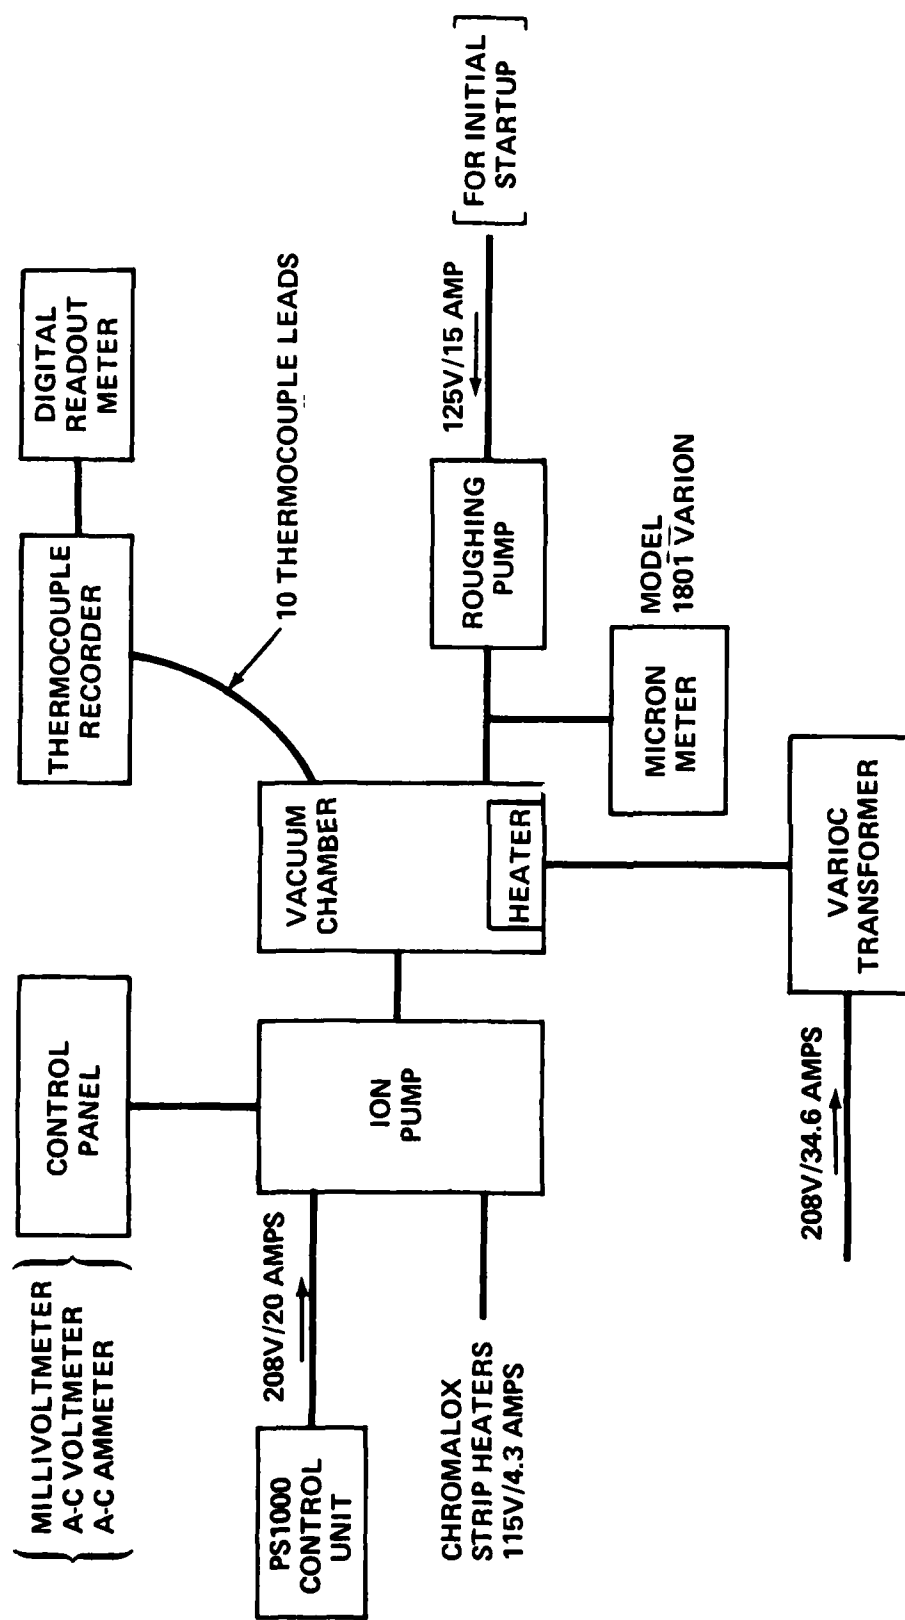 MILLIVOLTMETER
A-C VOLTMETER
A-C AMMETER
CONTROL
PANEL
THERMOCOUPLE
RECORDER
DIGITAL
READOUT
METER
10 THERMOCOUPLE LEADS
PS1000
CONTROL
UNIT
208V/20 AMPS
ION
PUMP
VACUUM
CHAMBER
HEATER
CHROMALOX
STRIP HEATERS
115V/4.3 AMPS
ROUGHING
PUMP
125V/15 AMP
[FOR INITIAL
STARTUP]
MICRON
METER
MODEL
1801 VARION
208V/34.6 AMPS
VARIOC
TRANSFORMER